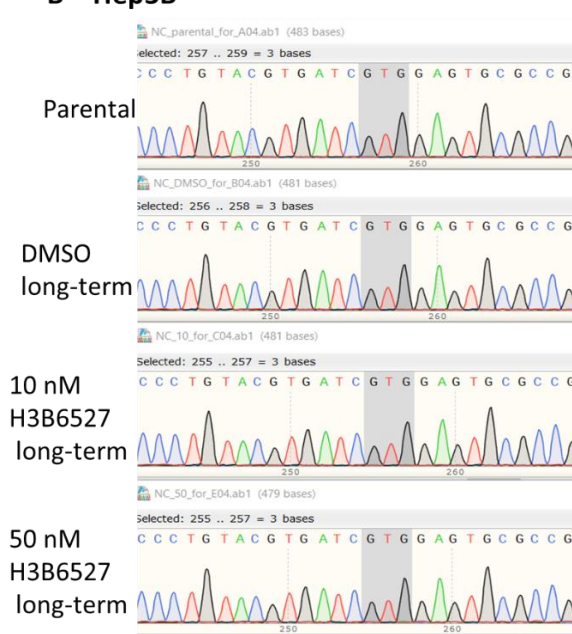 B Hep3B
NC_parental_for_A04.ab1 (483 bases)
Selected: 257 .. 259 = 3 bases
C C C T G T A C G T G A T C G T G G A G T G C G C C G
Parental
250 260
NC_DMSO_for_B04.ab1 (481 bases)
Selected: 256 .. 258 = 3 bases
C C C T G T A C G T G A T C G T G G A G T G C G C C G
DMSO
long-term
250 260
NC_10_for_C04.ab1 (481 bases)
Selected: 255 .. 257 = 3 bases
C C C T G T A C G T G A T C G T G G A G T G C G C C G
10 nM
H3B6527
long-term
250 260
NC_50_for_E04.ab1 (479 bases)
Selected: 255 .. 257 = 3 bases
C C C T G T A C G T G A T C G T G G A G T G C G C C G
50 nM
H3B6527
long-term
250 260